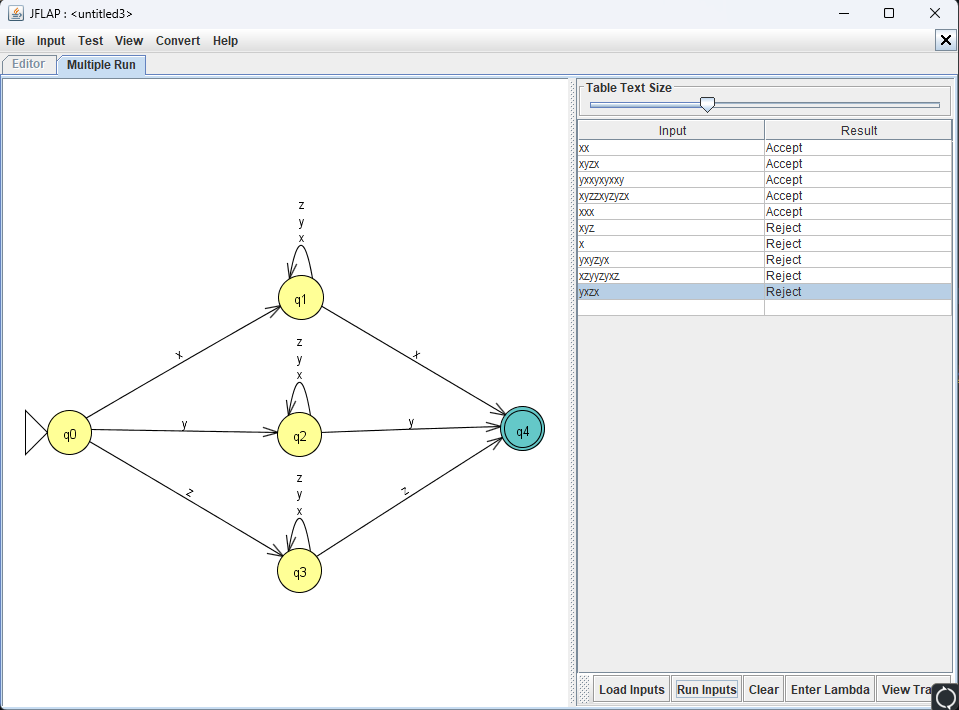 JFLAP : <untitled3>
File Input Test View Convert Help
Editor Multiple Run
Table Text Size
Input Result
xx Accept
xyzx Accept
yxxyxyxxy Accept
xyzzxyzyzx Accept
xxx Accept
xyz Reject
x Reject
yxyzyx Reject
xzyyzyxz Reject
yxzx Reject
z
y
x
q1
x
x
z
y
x
q0
y
q2
y
q4
z
z
z
y
x
q3
Load Inputs Run Inputs Clear Enter Lambda View Tra